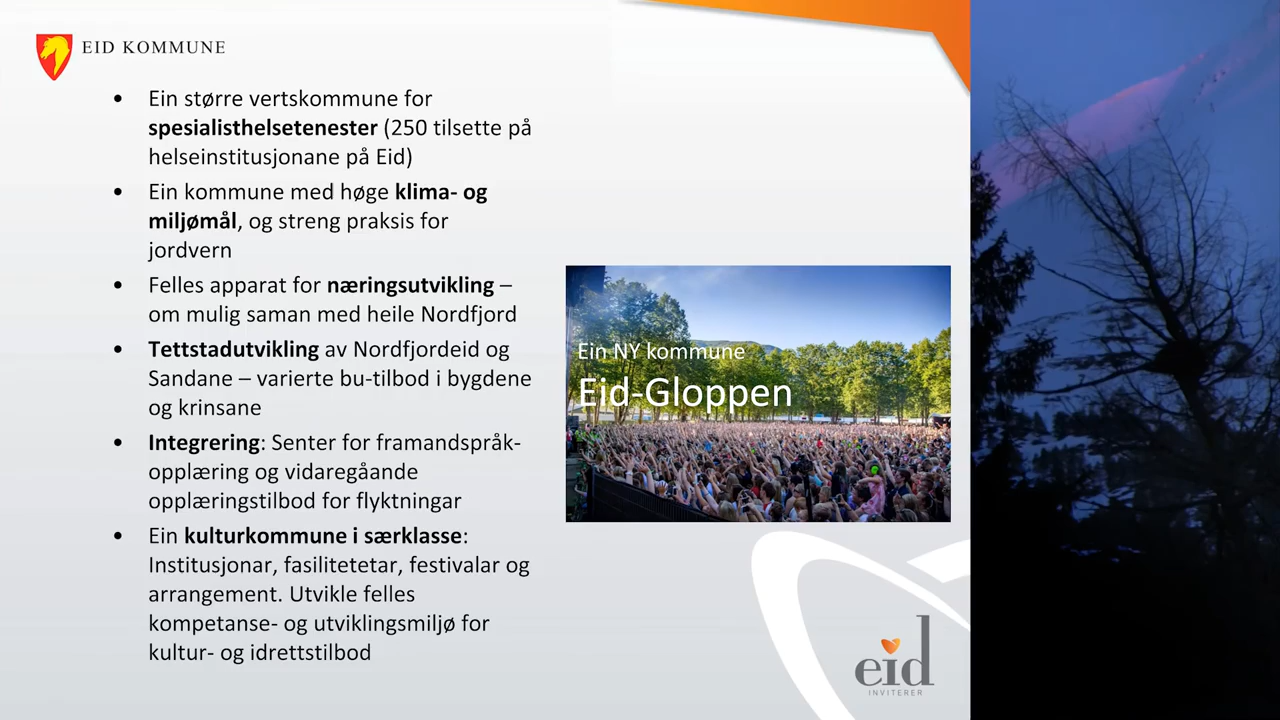 EID KOMMUNE
• Ein større vertskommune for
spesialisthelsetenester (250 tilsette på
helseinstitusjonane på Eid)
• Ein kommune med høge klima- og
miljømål, og streng praksis for
jordvern
• Felles apparat for næringsutvikling –
om mulig saman med heile Nordfjord
• Tettstadutvikling av Nordfjordeid og
Sandane – varierte bu-tilbod i bygdene
og krinsane
• Integrering: Senter for framandspråk-
opplæring og vidaregåande
opplæringstilbod for flyktningar
• Ein kulturkommune i særklasse:
Institusjonar, fasilitetetar, festivalar og
arrangement. Utvikle felles
kompetanse- og utviklingsmiljø for
kultur- og idrettstilbod
Ein NY kommune
Eid-Gloppen
eid
INVITERER